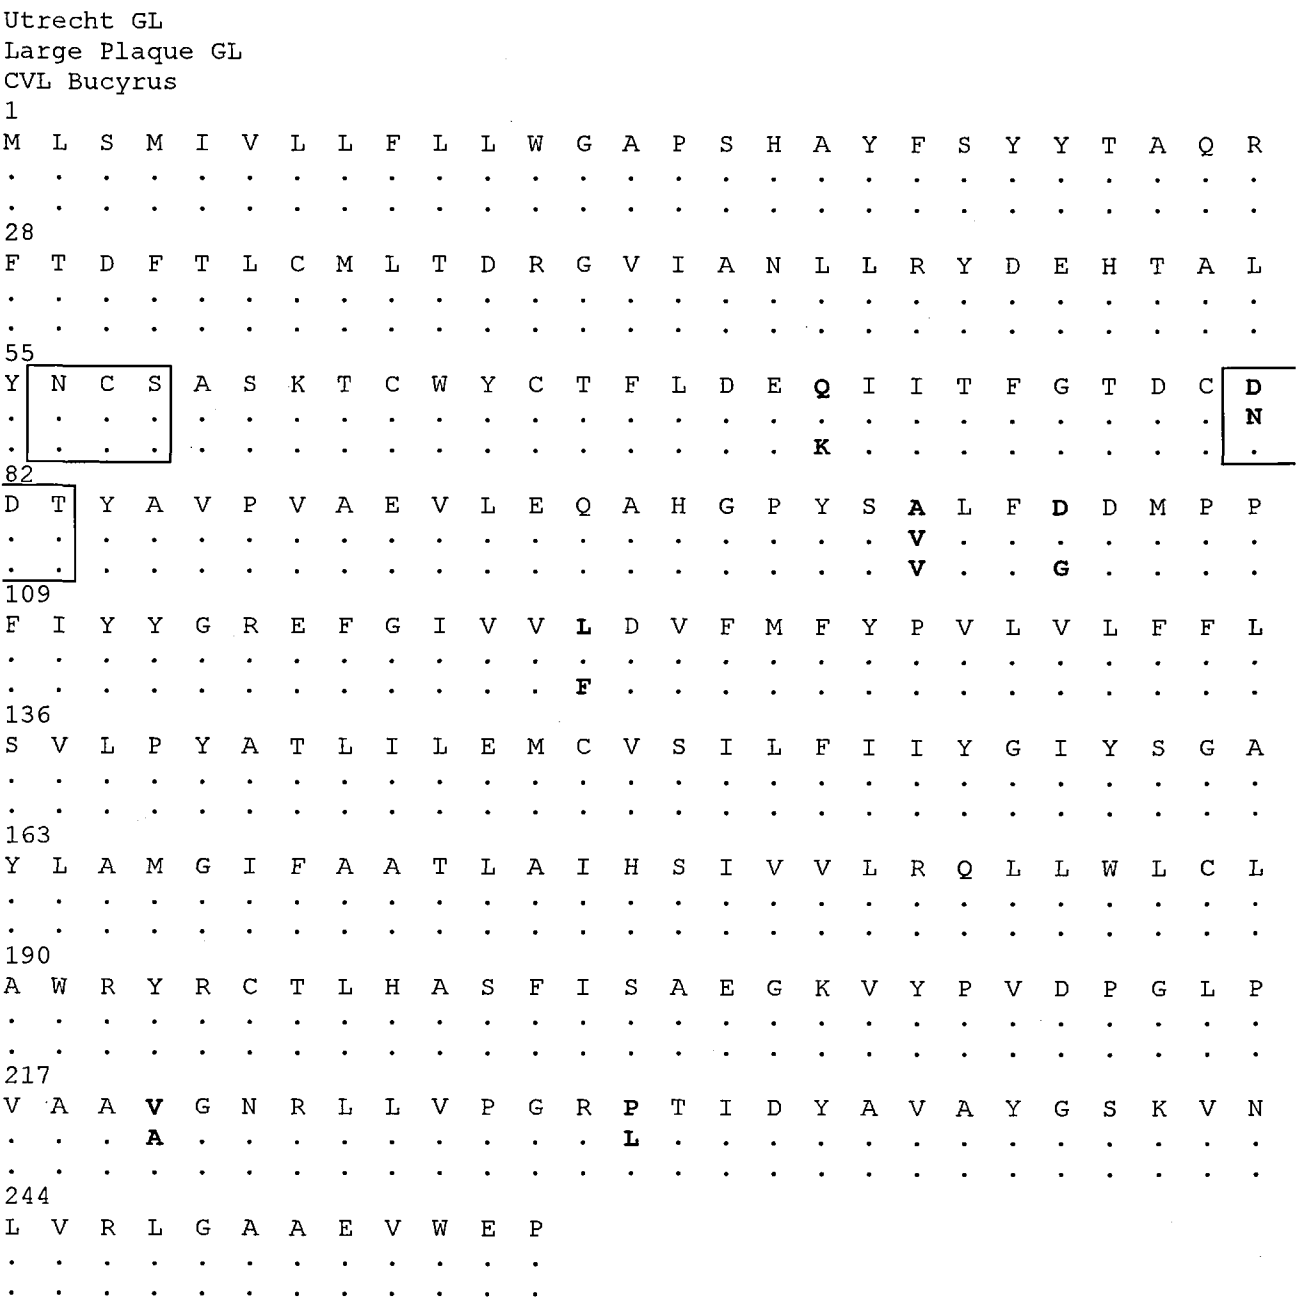 Utrecht GL
Large Plaque GL
CVL Bucyrus
1
M L S M I V L L F L L W G A P S H A Y F S Y Y T A Q R
. . . . . . . . . . . . . . . . . . . . . . . . . . .
. . . . . . . . . . . . . . . . . . . . . . . . . . .
28
F T D F T L C M L T D R G V I A N L L R Y D E H T A L
. . . . . . . . . . . . . . . . . . . . . . . . . . .
. . . . . . . . . . . . . . . . . . . . . . . . . . .
55
Y N C S A S K T C W Y C T F L D E Q I I T F G T D C D
. . . . . . . . . . . . . . . . . . . . . . . . . . N
. . . . . . . . . . . . . . . . . K . . . . . . . . .
82
D T Y A V P V A E V L E Q A H G P Y S A L F D D M P P
. . . . . . . . . . . . . . . . . . . V . . . . . . .
. . . . . . . . . . . . . . . . . . . V . . G . . . .
109
F I Y Y G R E F G I V V L D V F M F Y P V L V L F F L
. . . . . . . . . . . . . . . . . . . . . . . . . . .
. . . . . . . . . . . . F . . . . . . . . . . . . . .
136
S V L P Y A T L I L E M C V S I L F I I Y G I Y S G A
. . . . . . . . . . . . . . . . . . . . . . . . . . .
. . . . . . . . . . . . . . . . . . . . . . . . . . .
163
Y L A M G I F A A T L A I H S I V V L R Q L L W L C L
. . . . . . . . . . . . . . . . . . . . . . . . . . .
. . . . . . . . . . . . . . . . . . . . . . . . . . .
190
A W R Y R C T L H A S F I S A E G K V Y P V D P G L P
. . . . . . . . . . . . . . . . . . . . . . . . . . .
. . . . . . . . . . . . . . . . . . . . . . . . . . .
217
V A A V G N R L L V P G R P T I D Y A V A Y G S K V N
. . . A . . . . . . . . . L . . . . . . . . . . . . .
. . . . . . . . . . . . . . . . . . . . . . . . . . .
244
L V R L G A A E V W E P
. . . . . . . . . . . .
. . . . . . . . . . . .